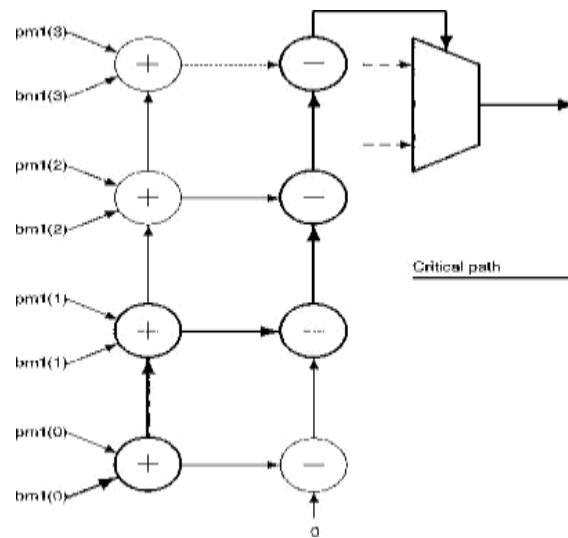 pm1(3)
+
−
bm1(3)
pm1(2)
+
−
bm1(2)
Critical path
pm1(1)
+
−
bm1(1)
pm1(0)
+
−
bm1(0)
0